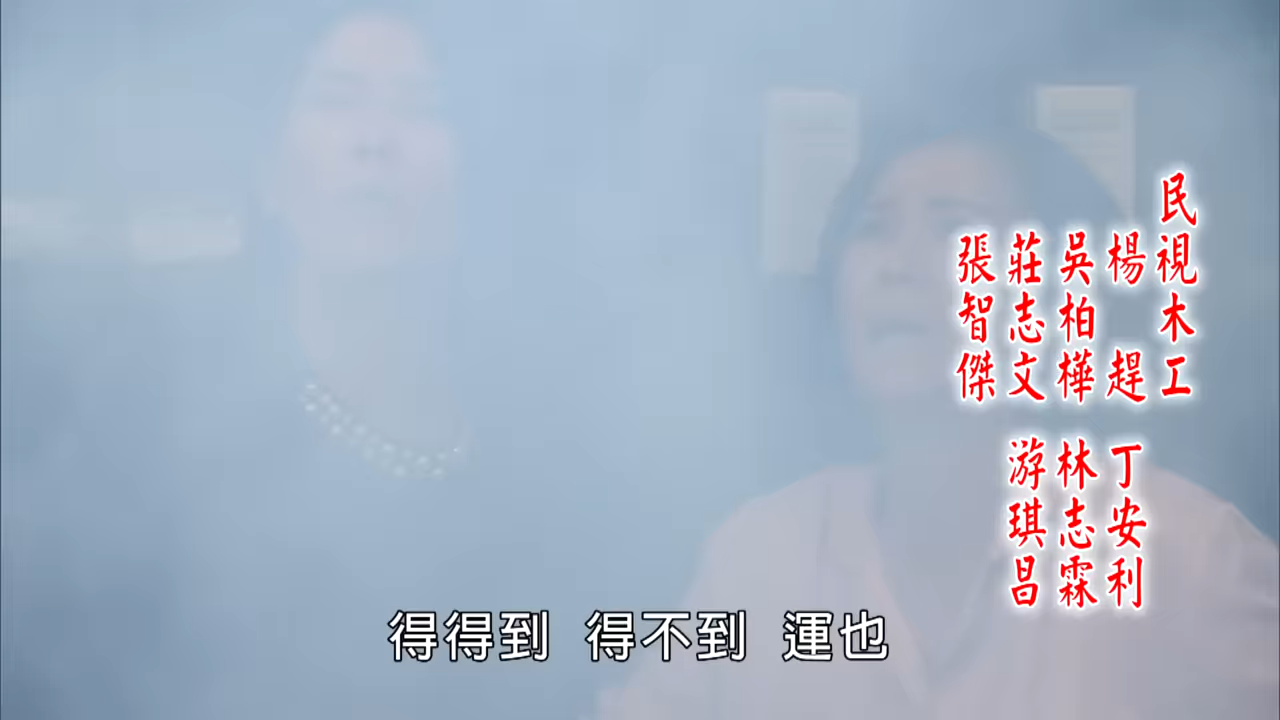 民視木工
楊趕 丁安利
吳柏樺 林志霖
莊志文 游琪昌
張智傑
得得到 得不到 運也